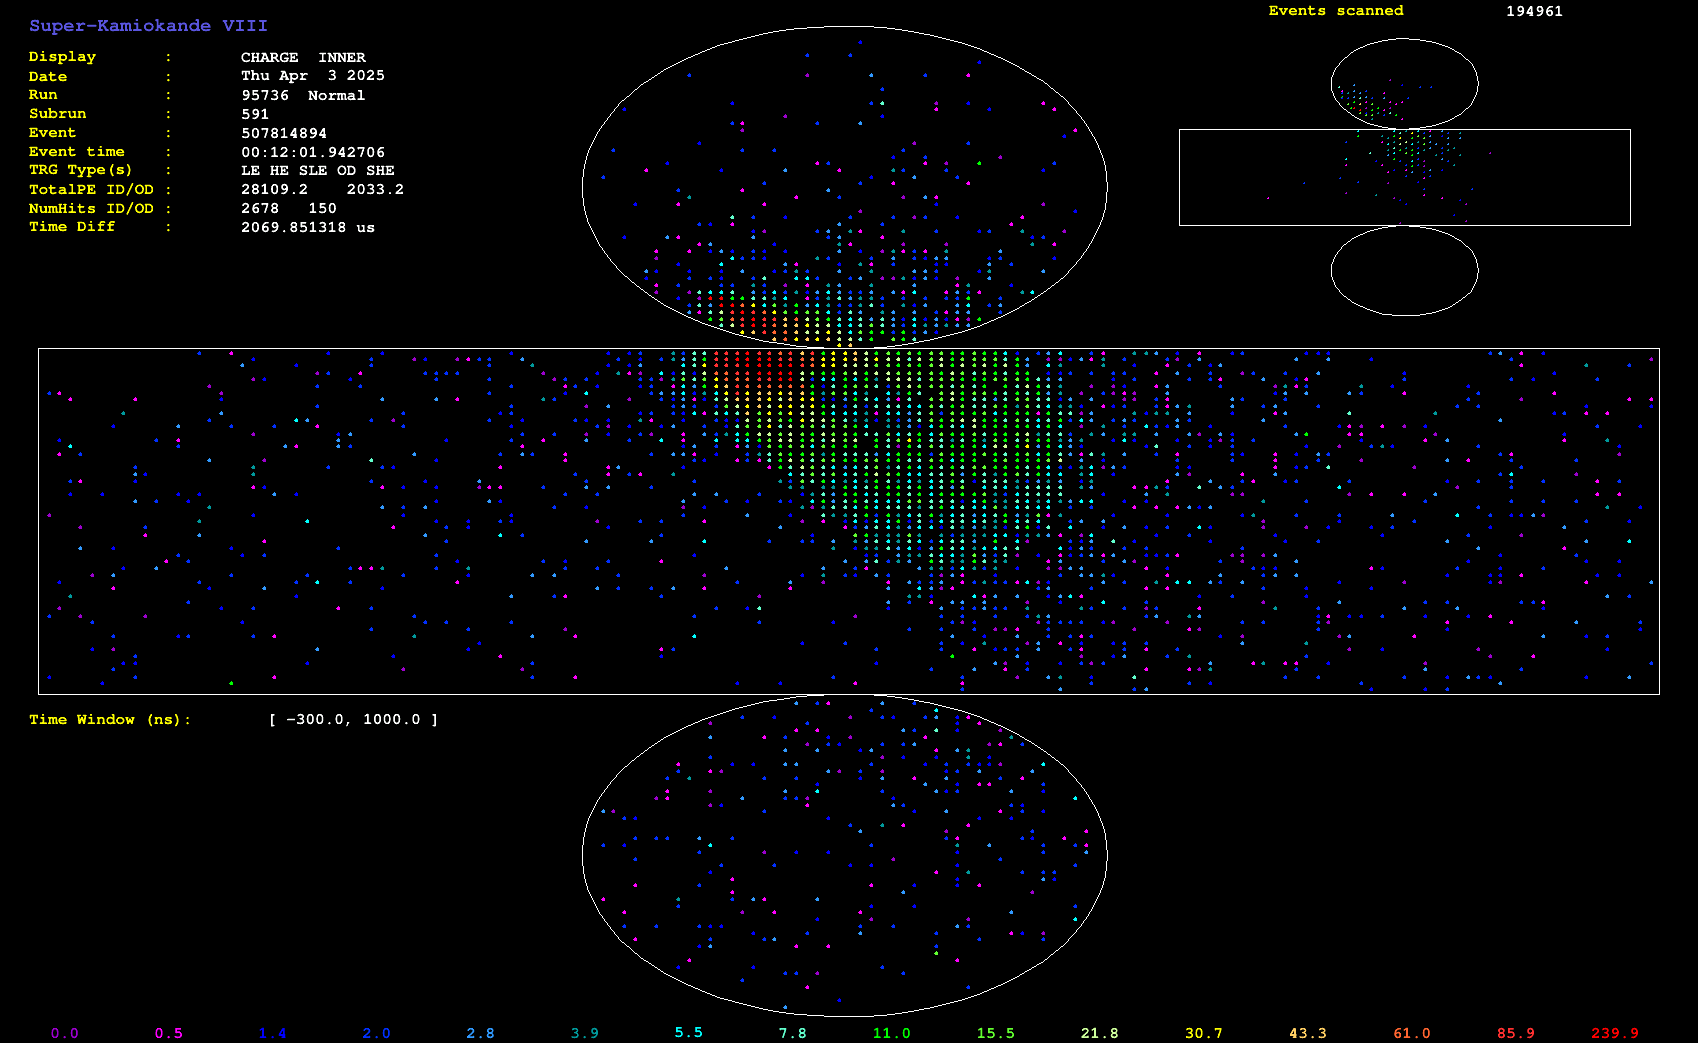 Super-Kamiokande VIII
Events scanned 194961
Display : CHARGE INNER
Date : Thu Apr 3 2025
Run : 95736 Normal
Subrun : 591
Event : 507814894
Event time : 00:12:01.942706
TRG Type(s) : LE HE SLE OD SHE
TotalPE ID/OD : 28109.2 2033.2
NumHits ID/OD : 2678 150
Time Diff : 2069.851318 us
Time Window (ns): [ -300.0, 1000.0 ]
0.0 0.5 1.4 2.0 2.8 3.9 5.5 7.8 11.0 15.5 21.8 30.7 43.3 61.0 85.9 239.9